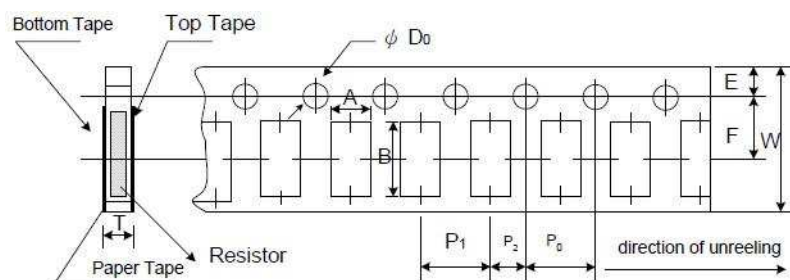 Bottom Tape
Top Tape
ϕ D0
A
E
B
F
W
T
Resistor
Paper Tape
P1
P2
P0
direction of unreeling